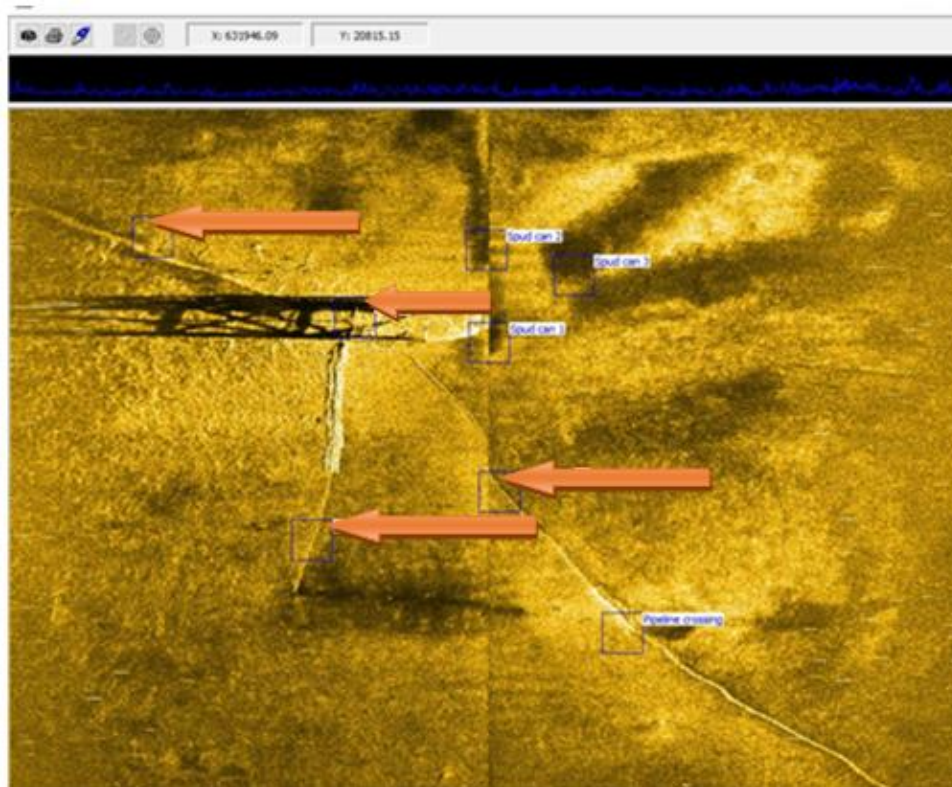 X: 631946.09 Y: 20815.15
Spud can 2
Spud can 3
Spud can 1
Pipeline crossing